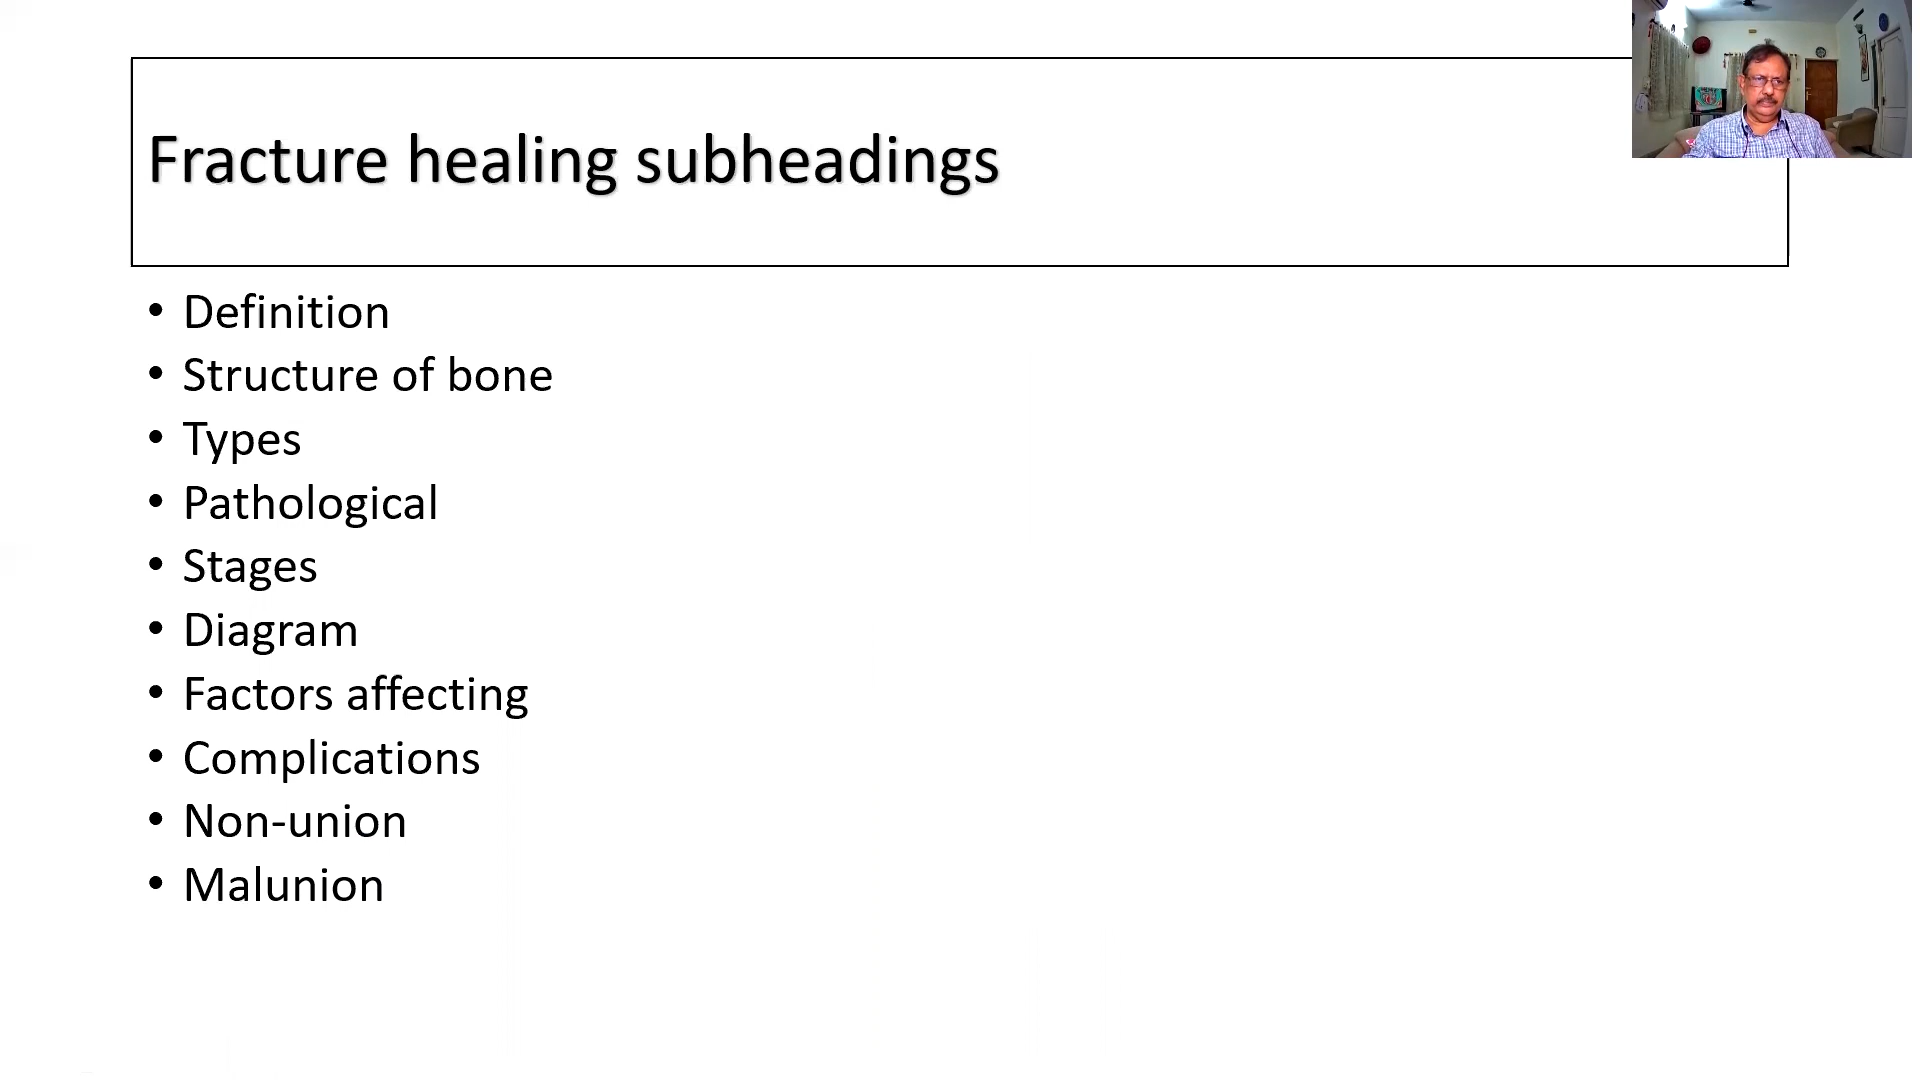 Fracture healing subheadings
• Definition
• Structure of bone
• Types
• Pathological
• Stages
• Diagram
• Factors affecting
• Complications
• Non-union
• Malunion